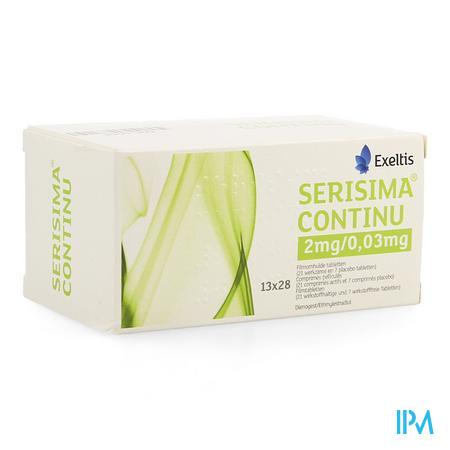 Exeltis
SERISIMA®
CONTINU
2mg/0,03mg
Filmomhulde tabletten
(21 werkzame en 7 placebo tabletten)
Comprimés pelliculés
(21 comprimés actifs et 7 comprimés placebo)
Filmtabletten
(21 wirkstoffhaltige und 7 wirkstofffreie Tabletten)
Dienogest/Ethinylestradiol
13x28
SERISIMA®
CONTINU
IPM